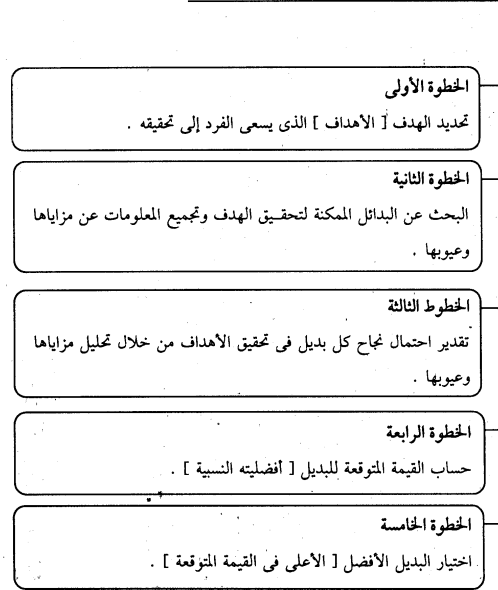 الخطوة الأولى
تحديد الهدف [ الأهداف ] الذى يسعى الفرد إلى تحقيقه .
الخطوة الثانية
البحث عن البدائل الممكنة لتحقيق الهدف وتجميع المعلومات عن مزاياها
وعيوبها .
الخطوط الثالثة
تقدير احتمال نجاح كل بديل فى تحقيق الأهداف من خلال تحليل مزاياها
وعيوبها .
الخطوة الرابعة
حساب القيمة المتوقعة للبديل [ أفضليته النسبية ] .
الخطوة الخامسة
اختيار البديل الأفضل [ الأعلى فى القيمة المتوقعة ] .